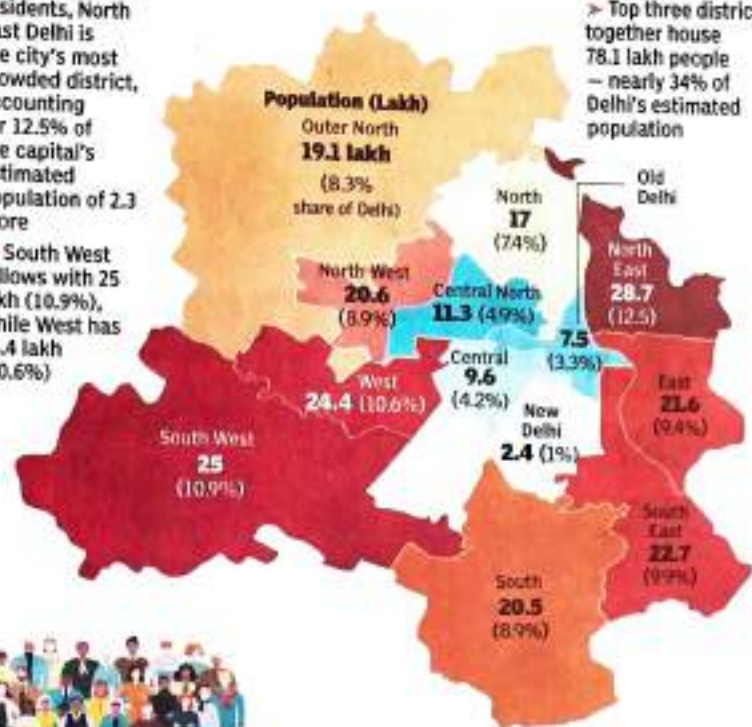 sidents, North
st Delhi is
e city's most
owded district,
counting
r 12.5% of
e capital's
timated
pulation of 2.3
ore
South West
llows with 25
kh (10.9%),
hile West has
.4 lakh
0.6%)
➤ Top three distric
together house
78.1 lakh people
— nearly 34% of
Delhi's estimated
population
Population (Lakh)
Outer North
19.1 lakh
(8.3%
share of Delhi)
Old
Delhi
7.5
(3.3%)
North
17
(7.4%)
North
East
28.7
(12.5)
North West
20.6
(8.9%)
Central North
11.3 (4.9%)
Central
9.6
(4.2%)
West
24.4 (10.6%)
New
Delhi
2.4 (1%)
East
21.6
(9.4%)
South West
25
(10.9%)
South
East
22.7
(9.9%)
South
20.5
(8.9%)